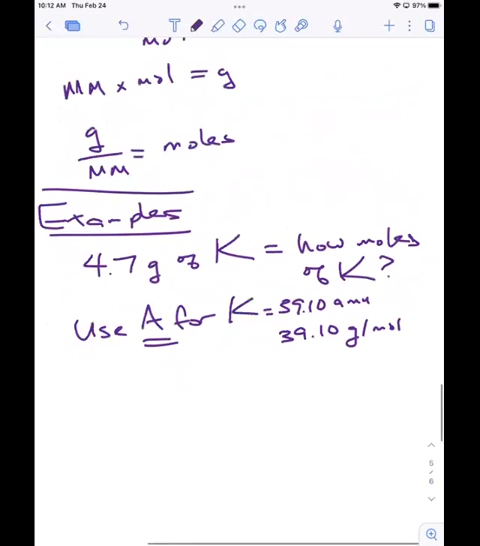 10:12 AM Thu Feb 24
97%
MM × mol = g
g
MM = moles
Examples
4.7 g of K = how moles
of K?
Use A for K = 39.10 amu
39.10 g/mol
5
/
6